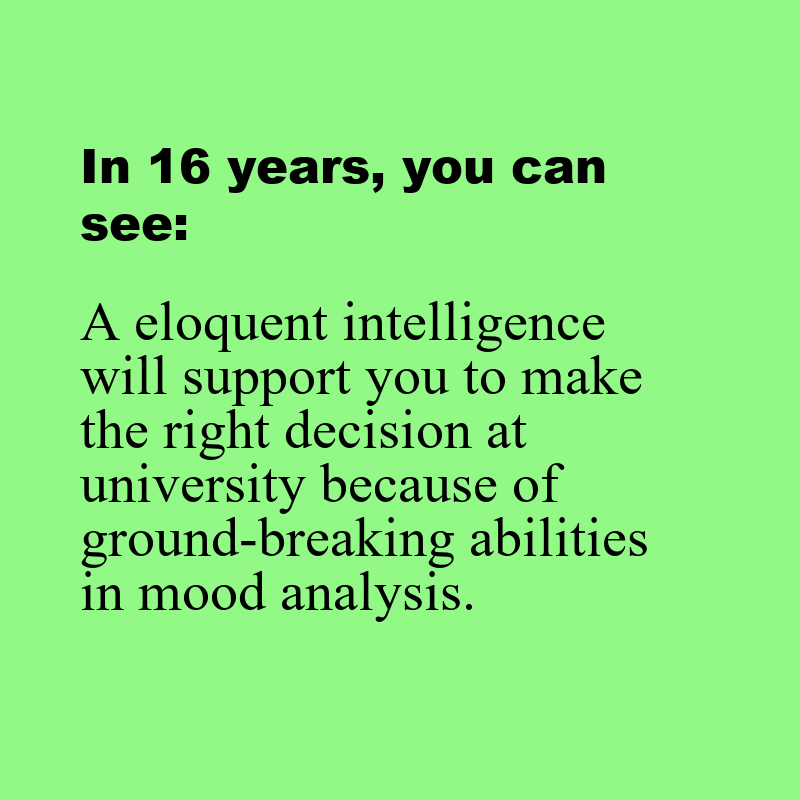 In 16 years, you can
see:
A eloquent intelligence
will support you to make
the right decision at
university because of
ground-breaking abilities
in mood analysis.